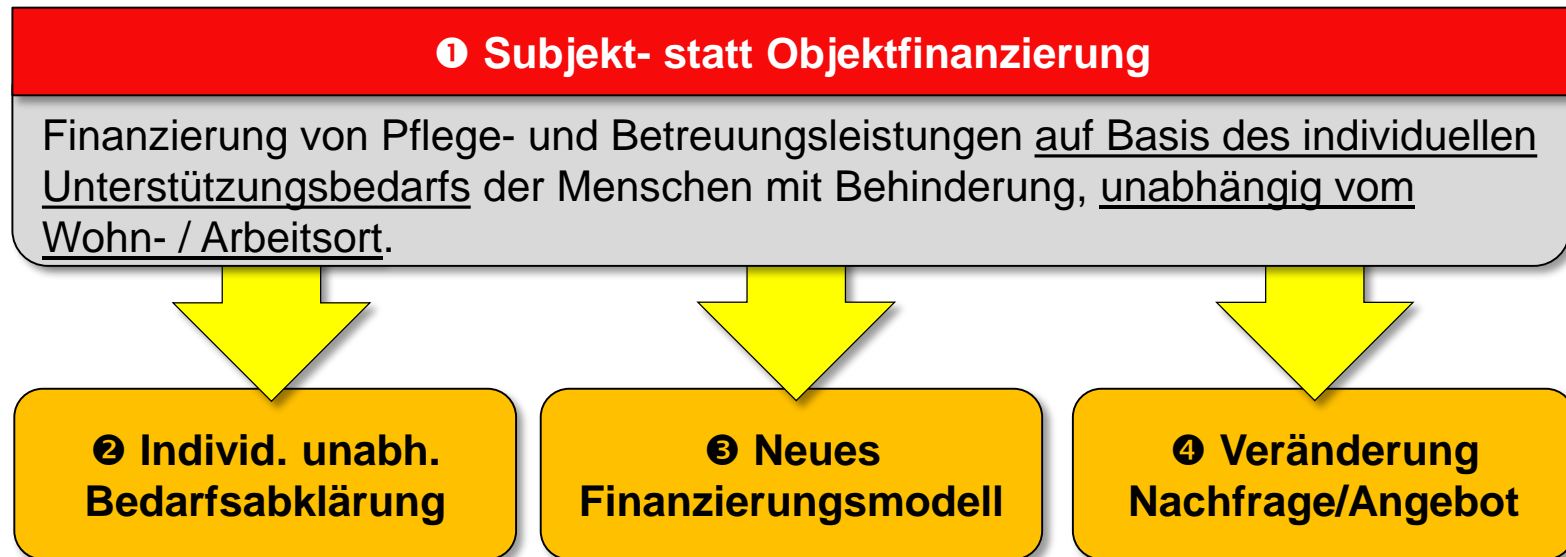 ❶ Subjekt- statt Objektfinanzierung
Finanzierung von Pflege- und Betreuungsleistungen auf Basis des individuellen
Unterstützungsbedarfs der Menschen mit Behinderung, unabhängig vom
Wohn- / Arbeitsort.
❷ Individ. unabh.
Bedarfsabklärung
❸ Neues
Finanzierungsmodell
❹ Veränderung
Nachfrage/Angebot